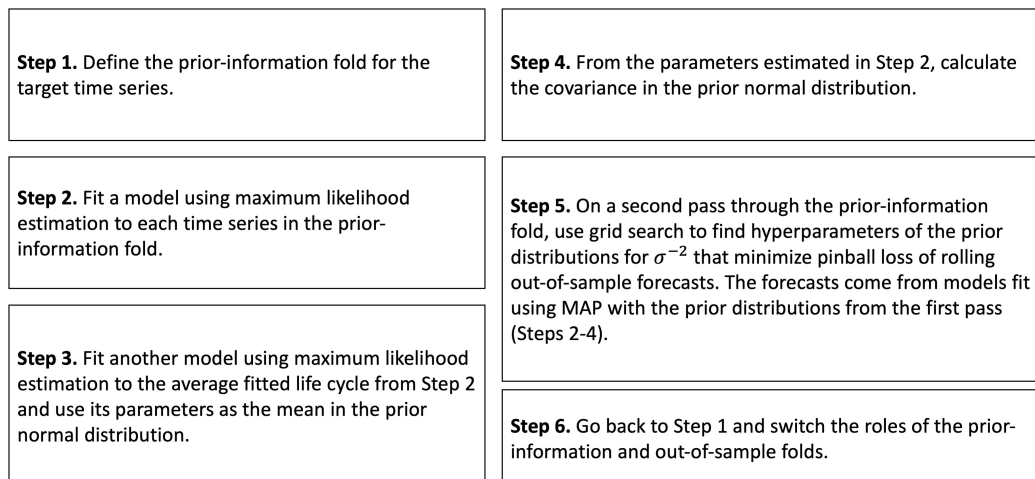 Step 1. Define the prior-information fold for the
target time series.
Step 2. Fit a model using maximum likelihood
estimation to each time series in the prior-
information fold.
Step 3. Fit another model using maximum likelihood
estimation to the average fitted life cycle from Step 2
and use its parameters as the mean in the prior
normal distribution.
Step 4. From the parameters estimated in Step 2, calculate
the covariance in the prior normal distribution.
Step 5. On a second pass through the prior-information
fold, use grid search to find hyperparameters of the prior
distributions for σ⁻² that minimize pinball loss of rolling
out-of-sample forecasts. The forecasts come from models fit
using MAP with the prior distributions from the first pass
(Steps 2-4).
Step 6. Go back to Step 1 and switch the roles of the prior-
information and out-of-sample folds.